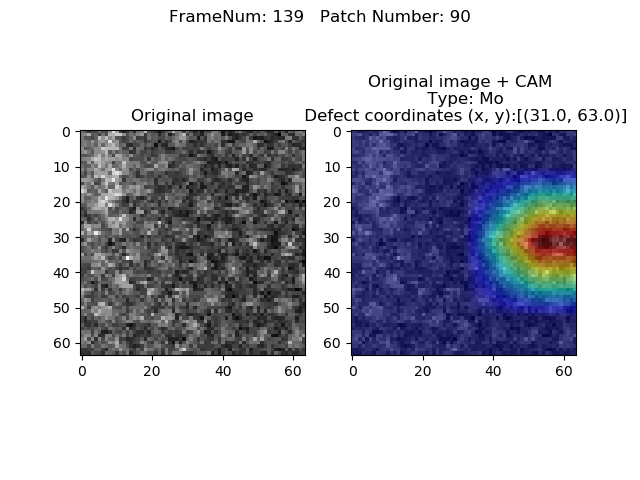 FrameNum: 139   Patch Number: 90
Original image
0
10
20
30
40
50
60
0 20 40 60
Original image + CAM
Type: Mo
Defect coordinates (x, y):[(31.0, 63.0)]
0
10
20
30
40
50
60
0 20 40 60